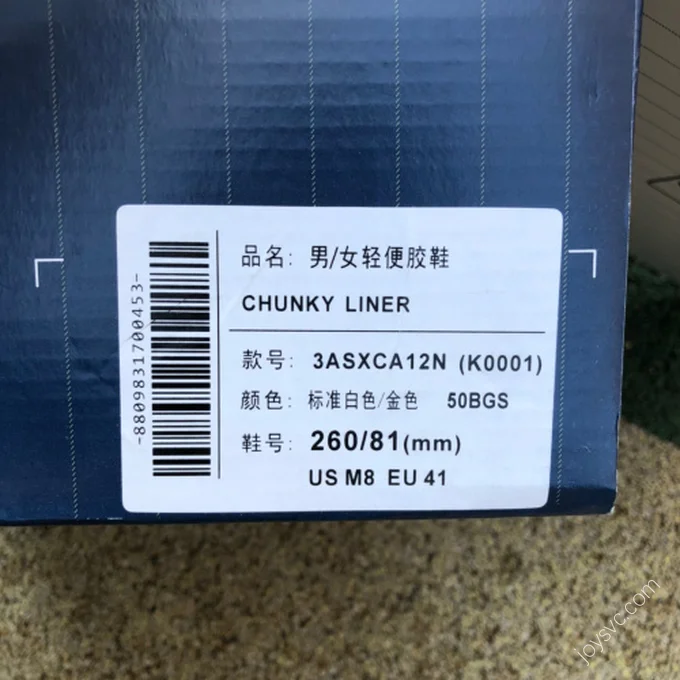 品名: 男/女轻便胶鞋
CHUNKY LINER
款号: 3ASXCA12N (K0001)
颜色: 标准白色/金色 50BGS
鞋号: 260/81(mm)
US M8 EU 41
-8809831700453-
joysvc.com